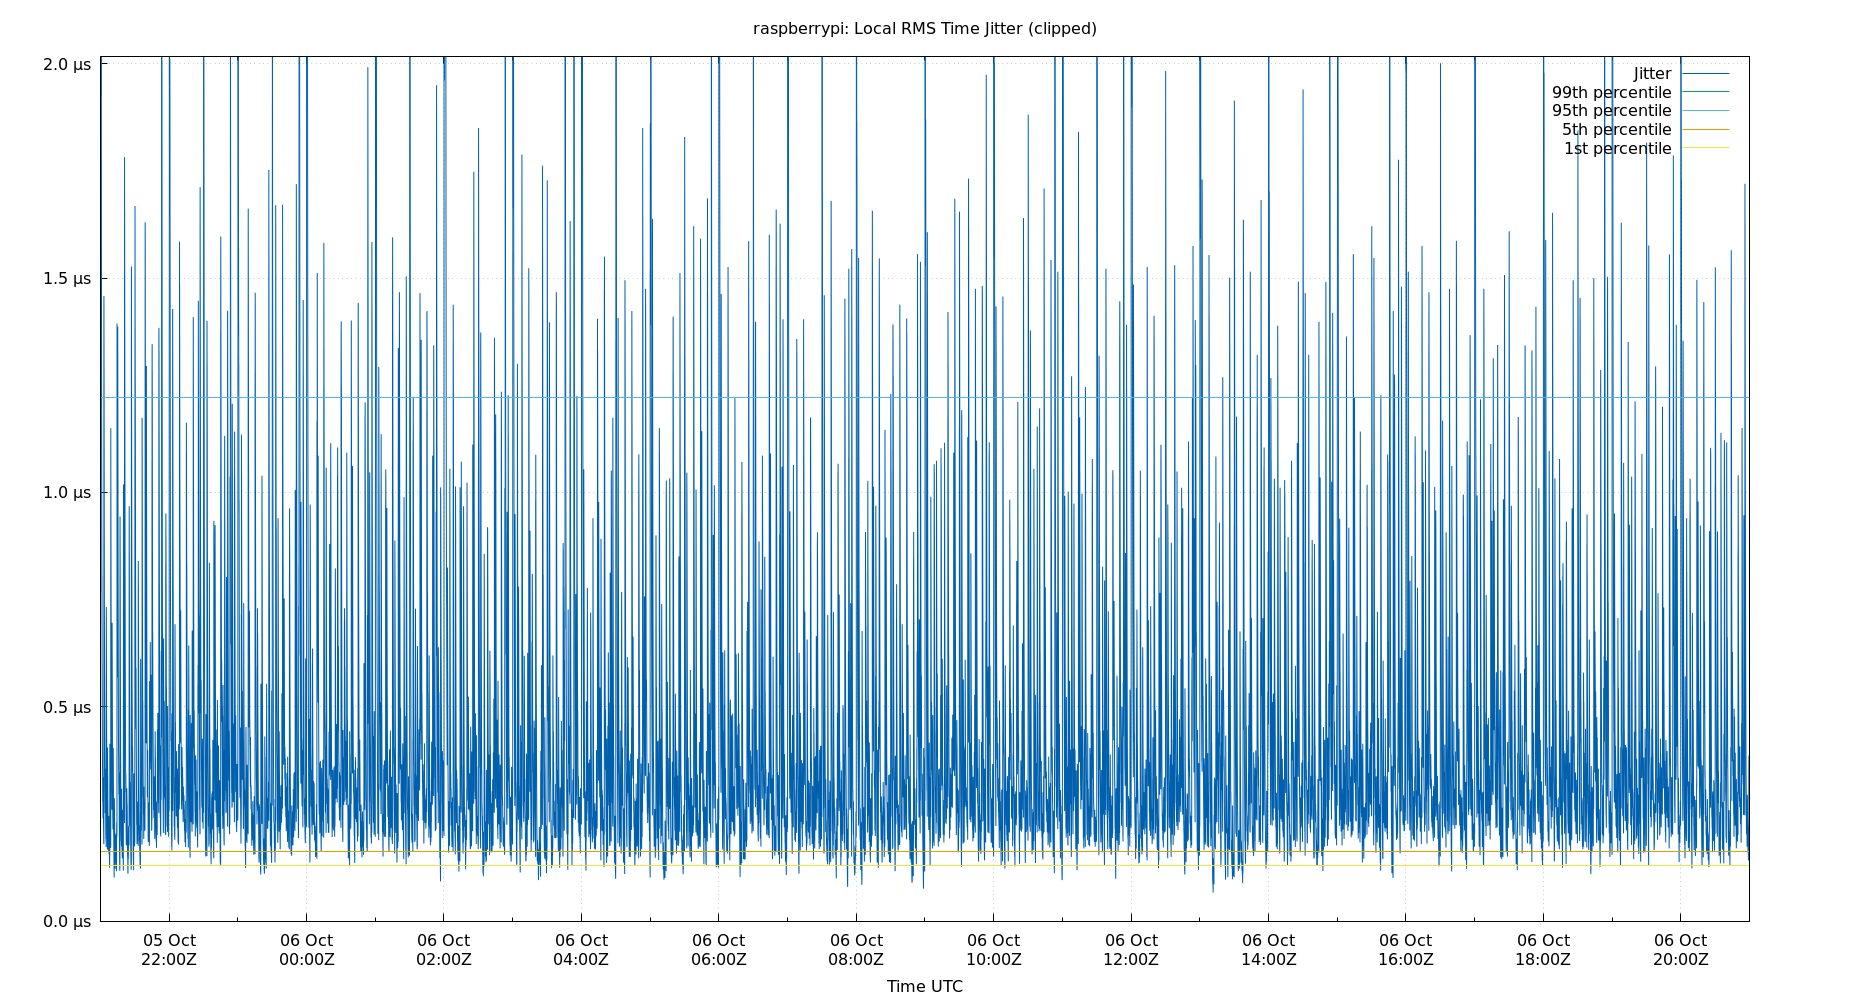 raspberrypi: Local RMS Time Jitter (clipped)
2.0 µs
1.5 µs
1.0 µs
0.5 µs
0.0 µs
Jitter
99th percentile
95th percentile
5th percentile
1st percentile
05 Oct 06 Oct 06 Oct 06 Oct 06 Oct 06 Oct 06 Oct 06 Oct 06 Oct 06 Oct 06 Oct 06 Oct
22:00Z 00:00Z 02:00Z 04:00Z 06:00Z 08:00Z 10:00Z 12:00Z 14:00Z 16:00Z 18:00Z 20:00Z
Time UTC